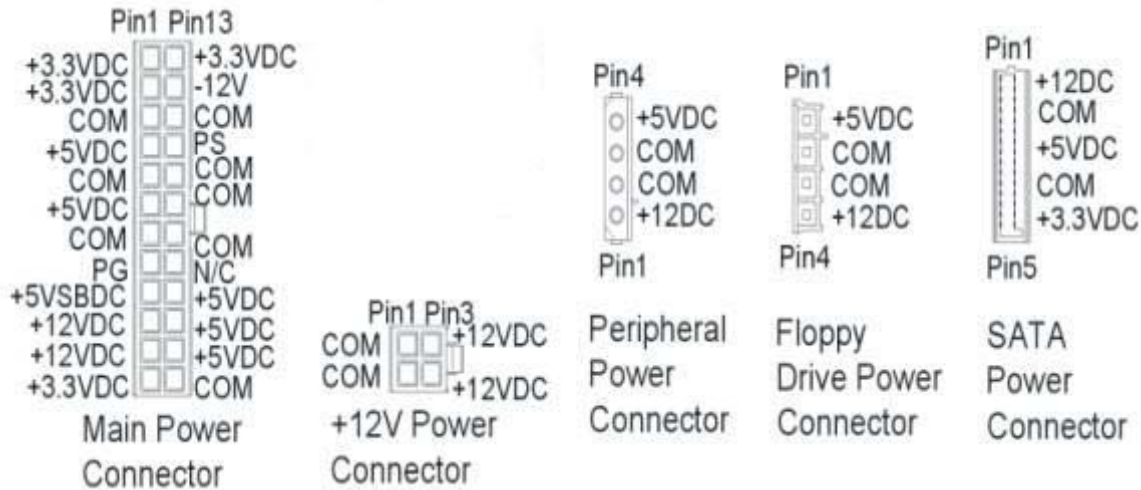 Pin1 Pin13
+3.3VDC +3.3VDC
+3.3VDC -12V
COM COM
+5VDC PS
COM COM
+5VDC COM
COM COM
PG N/C
+5VSBDC +5VDC
+12VDC +5VDC
+12VDC +5VDC
+3.3VDC COM
Main Power
Connector
Pin1 Pin3
COM +12VDC
COM +12VDC
+12V Power
Connector
Pin4
+5VDC
COM
COM
+12DC
Pin1
Peripheral
Power
Connector
Pin1
+5VDC
COM
COM
+12DC
Pin4
Floppy
Drive Power
Connector
Pin1
+12DC
COM
+5VDC
COM
+3.3VDC
Pin5
SATA
Power
Connector